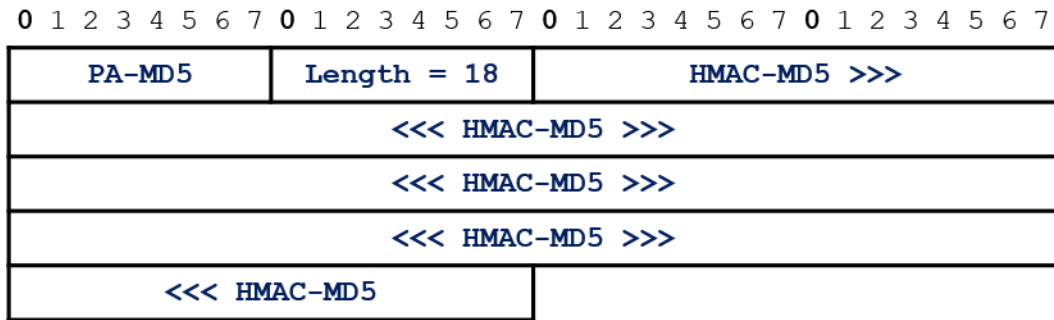 0 1 2 3 4 5 6 7 0 1 2 3 4 5 6 7 0 1 2 3 4 5 6 7 0 1 2 3 4 5 6 7
PA-MD5 Length = 18 HMAC-MD5 >>>
<<< HMAC-MD5 >>>
<<< HMAC-MD5 >>>
<<< HMAC-MD5 >>>
<<< HMAC-MD5